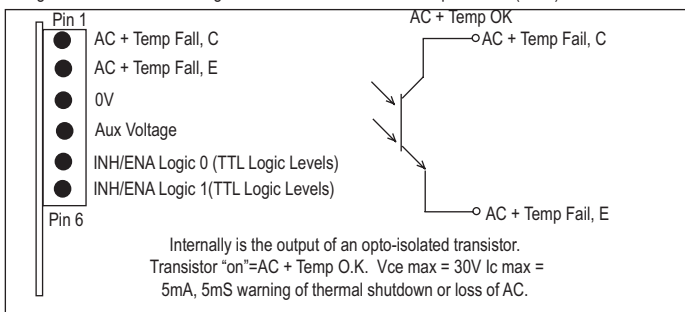 Pin 1
AC + Temp Fall, C
AC + Temp Fall, E
0V
Aux Voltage
INH/ENA Logic 0 (TTL Logic Levels)
INH/ENA Logic 1(TTL Logic Levels)
Pin 6
AC + Temp OK
AC + Temp Fail, C
AC + Temp Fail, E
Internally is the output of an opto-isolated transistor.
Transistor “on”=AC + Temp O.K. Vce max = 30V Ic max =
5mA, 5mS warning of thermal shutdown or loss of AC.